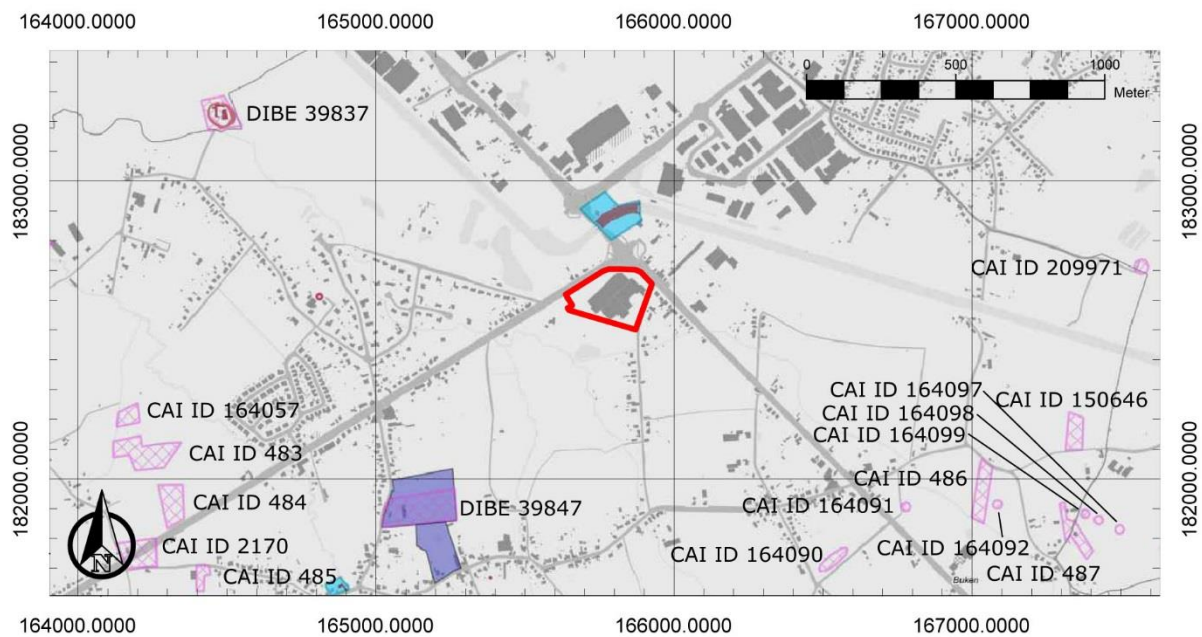 164000.0000
165000.0000
166000.0000
167000.0000
0
500
1000
Meter
DIBE 39837
183000.0000
183000.0000
CAI ID 209971
CAI ID 164097
CAI ID 150646
CAI ID 164098
CAI ID 164099
CAI ID 164057
CAI ID 483
CAI ID 486
CAI ID 484
DIBE 39847
CAI ID 164091
182000.0000
182000.0000
CAI ID 2170
CAI ID 164090
CAI ID 164092
CAI ID 485
CAI ID 487
N
Buken
164000.0000
165000.0000
166000.0000
167000.0000